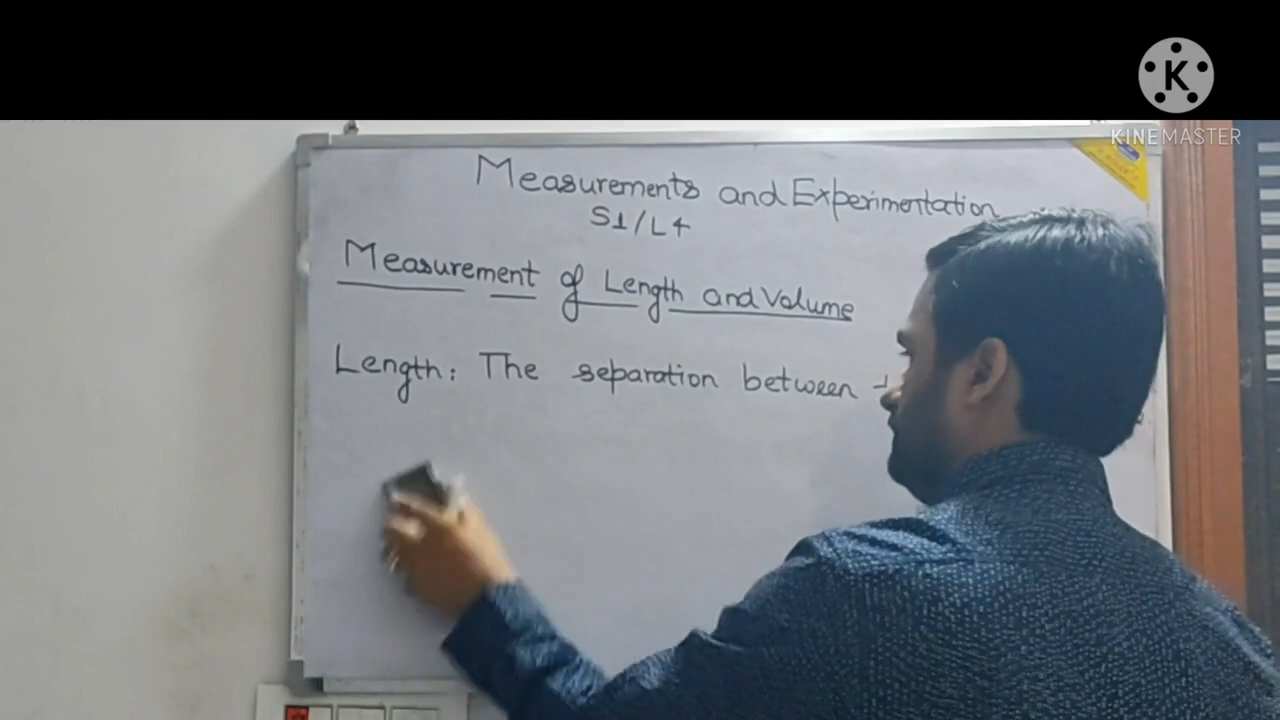 KINEMASTER
Measurements and Experimentation
S1/L4
Measurement of Length and Volume
Length: The separation between